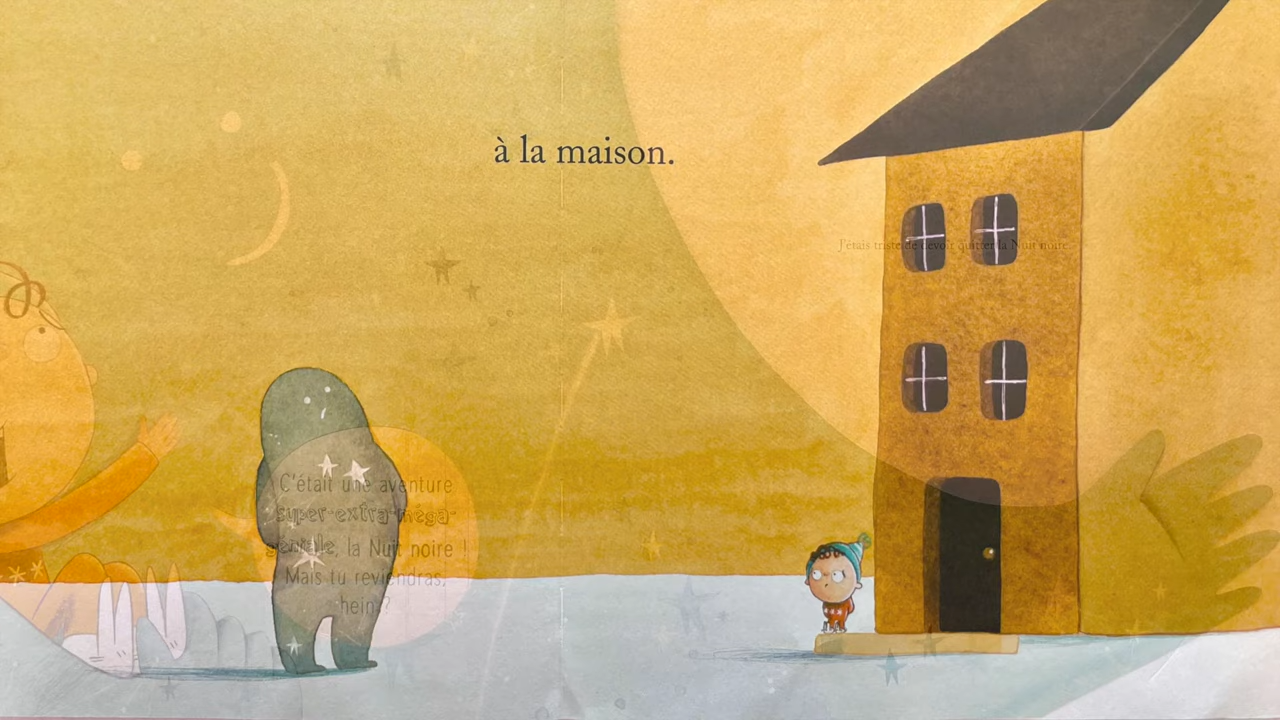 à la maison.
J'étais triste de devoir quitter la Nuit noire.
C'était une aventure
super-extra-méga-
géniale, la Nuit noire !
Mais tu reviendras,
hein ?